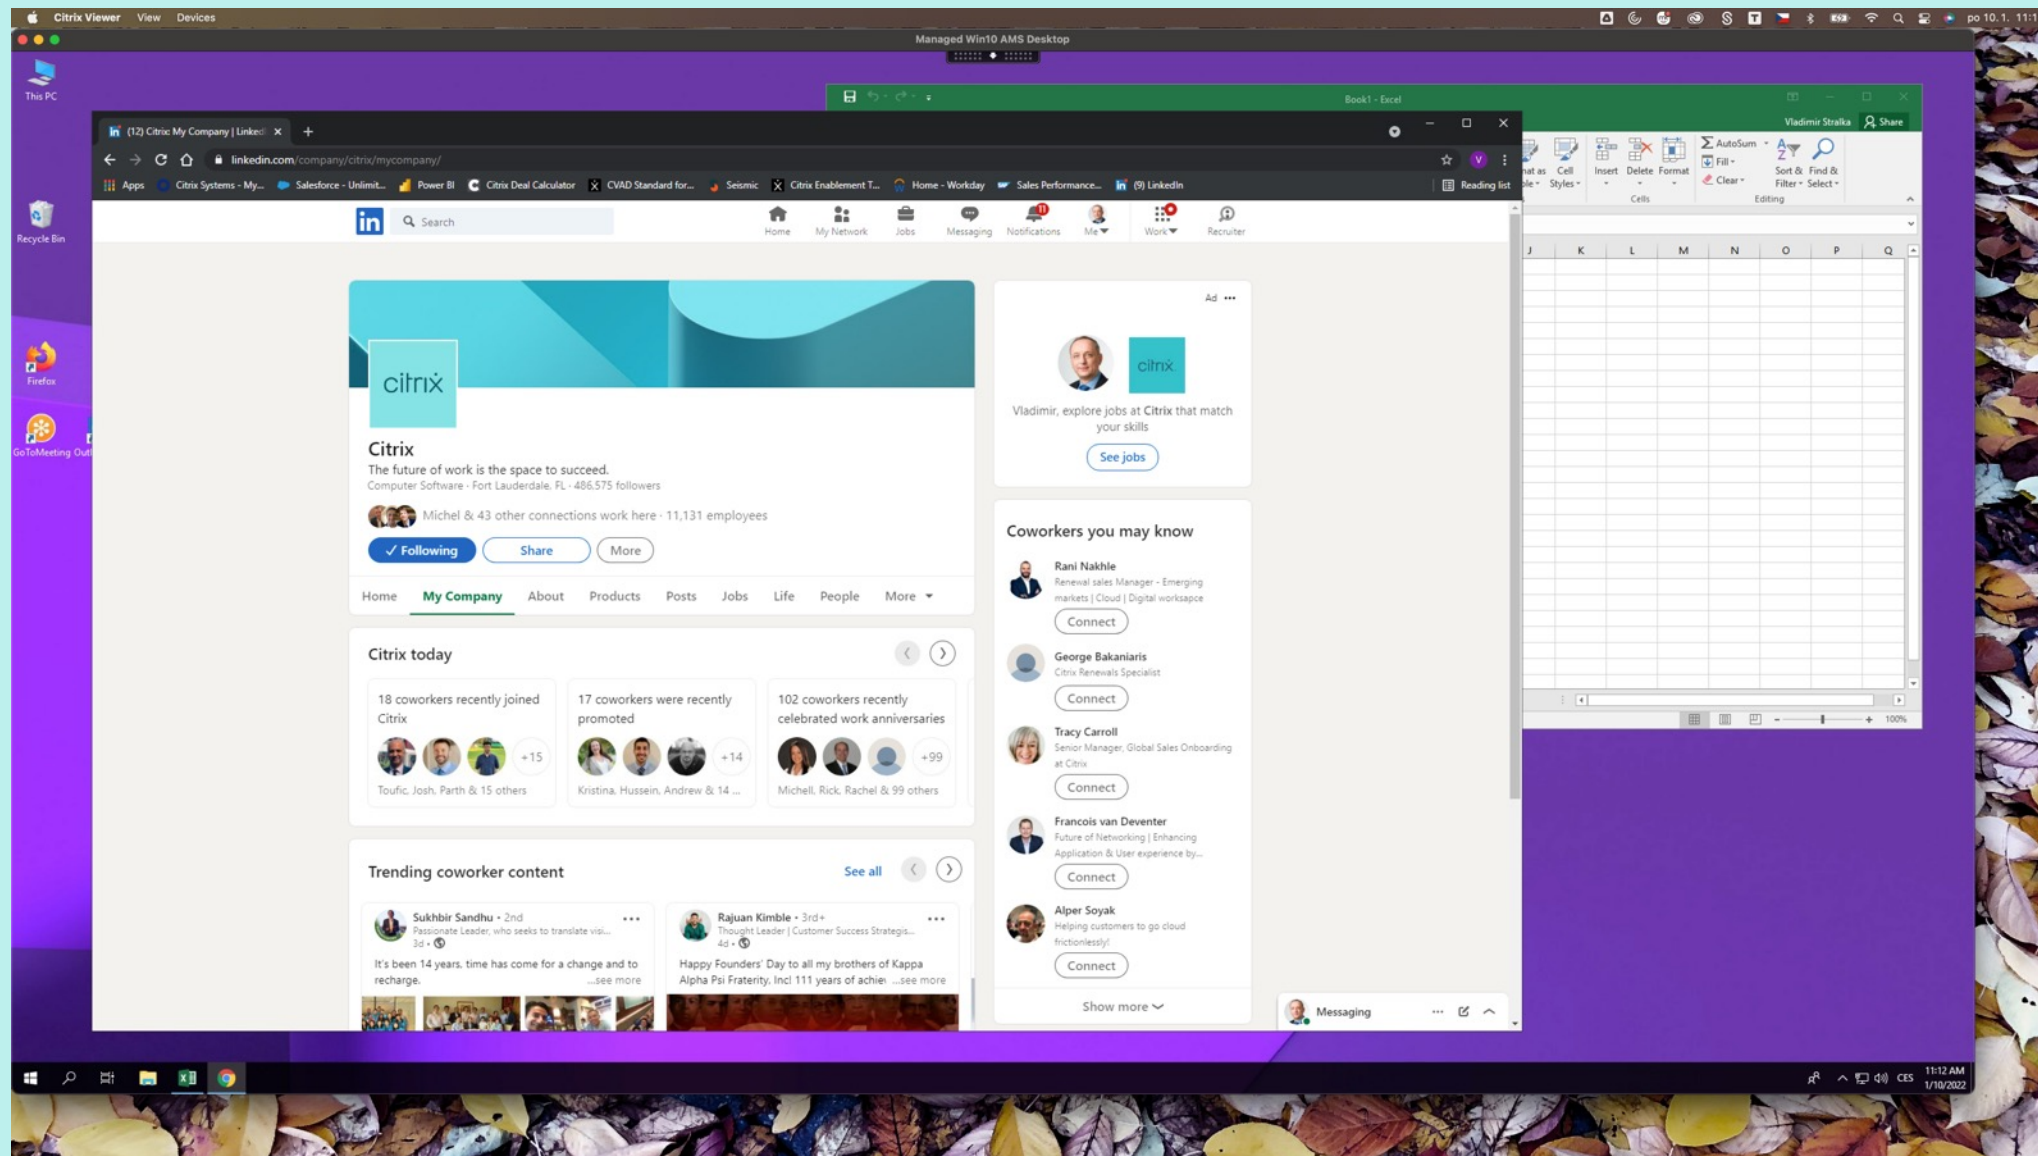 Citrix Viewer View Devices
po 10. 1. 11:1
Managed Win10 AMS Desktop
This PC
Recycle Bin
Firefox
GoToMeeting
Book1 - Excel
Vladimir Stralka Share
AutoSum
Fill
Clear
Cell
Styles
Insert Delete Format
Sort & Find &
Filter Select
Cells
Editing
J K L M N O P Q
100%
(12) Citrix: My Company | Linked
linkedin.com/company/citrix/mycompany/
V
Apps Citrix Systems - My... Salesforce - Unlimit... Power BI Citrix Deal Calculator CVAD Standard for... Seismic Citrix Enablement T... Home - Workday Sales Performance... (9) LinkedIn Reading list
in Search
Home My Network Jobs Messaging Notifications Me Work Recruiter
11
citrix
Citrix
The future of work is the space to succeed.
Computer Software · Fort Lauderdale, FL · 486,575 followers
Michel & 43 other connections work here · 11,131 employees
✓ Following Share More
Home My Company About Products Posts Jobs Life People More
Citrix today
18 coworkers recently joined
Citrix
+15
Toufic, Josh, Parth & 15 others
17 coworkers were recently
promoted
+14
Kristina, Hussein, Andrew & 14 ...
102 coworkers recently
celebrated work anniversaries
+99
Michell, Rick, Rachel & 99 others
Trending coworker content
See all
Sukhbir Sandhu • 2nd
Passionate Leader, who seeks to translate visi...
3d •
It's been 14 years, time has come for a change and to
recharge. ...see more
Rajuan Kimble • 3rd+
Thought Leader | Customer Success Strategis...
4d •
Happy Founders' Day to all my brothers of Kappa
Alpha Psi Fraterity, Inc! 111 years of achie ...see more
Ad
citrix
Vladimir, explore jobs at Citrix that match
your skills
See jobs
Coworkers you may know
Rani Nakhle
Renewal sales Manager - Emerging
markets | Cloud | Digital worksapce
Connect
George Bakaniaris
Citrix Renewals Specialist
Connect
Tracy Carroll
Senior Manager, Global Sales Onboarding
at Citrix
Connect
Francois van Deventer
Future of Networking | Enhancing
Application & User experience by...
Connect
Alper Soyak
Helping customers to go cloud
frictionlessly!
Connect
Show more
Messaging
CES
11:12 AM
1/10/2022